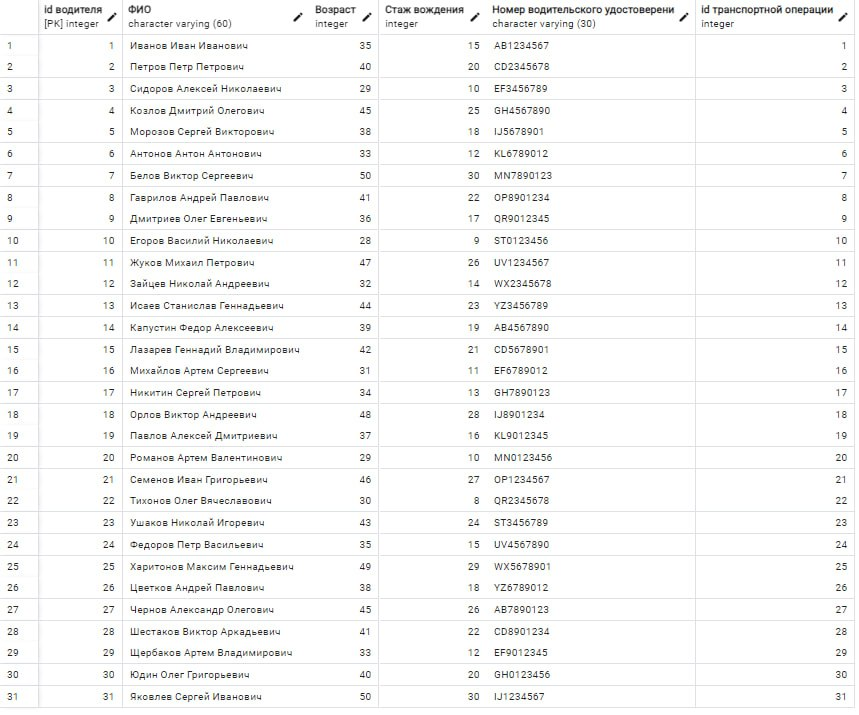 id водителя ФИО Возраст Стаж вождения Номер водительского удостоверени id транспортной операции
[PK] integer character varying (60) integer integer character varying (30) integer
1 1 Иванов Иван Иванович 35 15 AB1234567 1
2 2 Петров Петр Петрович 40 20 CD2345678 2
3 3 Сидоров Алексей Николаевич 29 10 EF3456789 3
4 4 Козлов Дмитрий Олегович 45 25 GH4567890 4
5 5 Морозов Сергей Викторович 38 18 IJ5678901 5
6 6 Антонов Антон Антонович 33 12 KL6789012 6
7 7 Белов Виктор Сергеевич 50 30 MN7890123 7
8 8 Гаврилов Андрей Павлович 41 22 OP8901234 8
9 9 Дмитриев Олег Евгеньевич 36 17 QR9012345 9
10 10 Егоров Василий Николаевич 28 9 ST0123456 10
11 11 Жуков Михаил Петрович 47 26 UV1234567 11
12 12 Зайцев Николай Андреевич 32 14 WX2345678 12
13 13 Исаев Станислав Геннадьевич 44 23 YZ3456789 13
14 14 Капустин Федор Алексеевич 39 19 AB4567890 14
15 15 Лазарев Геннадий Владимирович 42 21 CD5678901 15
16 16 Михайлов Артем Сергеевич 31 11 EF6789012 16
17 17 Никитин Сергей Петрович 34 13 GH7890123 17
18 18 Орлов Виктор Андреевич 48 28 IJ8901234 18
19 19 Павлов Алексей Дмитриевич 37 16 KL9012345 19
20 20 Романов Артем Валентинович 29 10 MN0123456 20
21 21 Семенов Иван Григорьевич 46 27 OP1234567 21
22 22 Тихонов Олег Вячеславович 30 8 QR2345678 22
23 23 Ушаков Николай Игоревич 43 24 ST3456789 23
24 24 Федоров Петр Васильевич 35 15 UV4567890 24
25 25 Харитонов Максим Геннадьевич 49 29 WX5678901 25
26 26 Цветков Андрей Павлович 38 18 YZ6789012 26
27 27 Чернов Александр Олегович 45 26 AB7890123 27
28 28 Шестаков Виктор Аркадьевич 41 22 CD8901234 28
29 29 Щербаков Артем Владимирович 33 12 EF9012345 29
30 30 Юдин Олег Григорьевич 40 20 GH0123456 30
31 31 Яковлев Сергей Иванович 50 30 IJ1234567 31